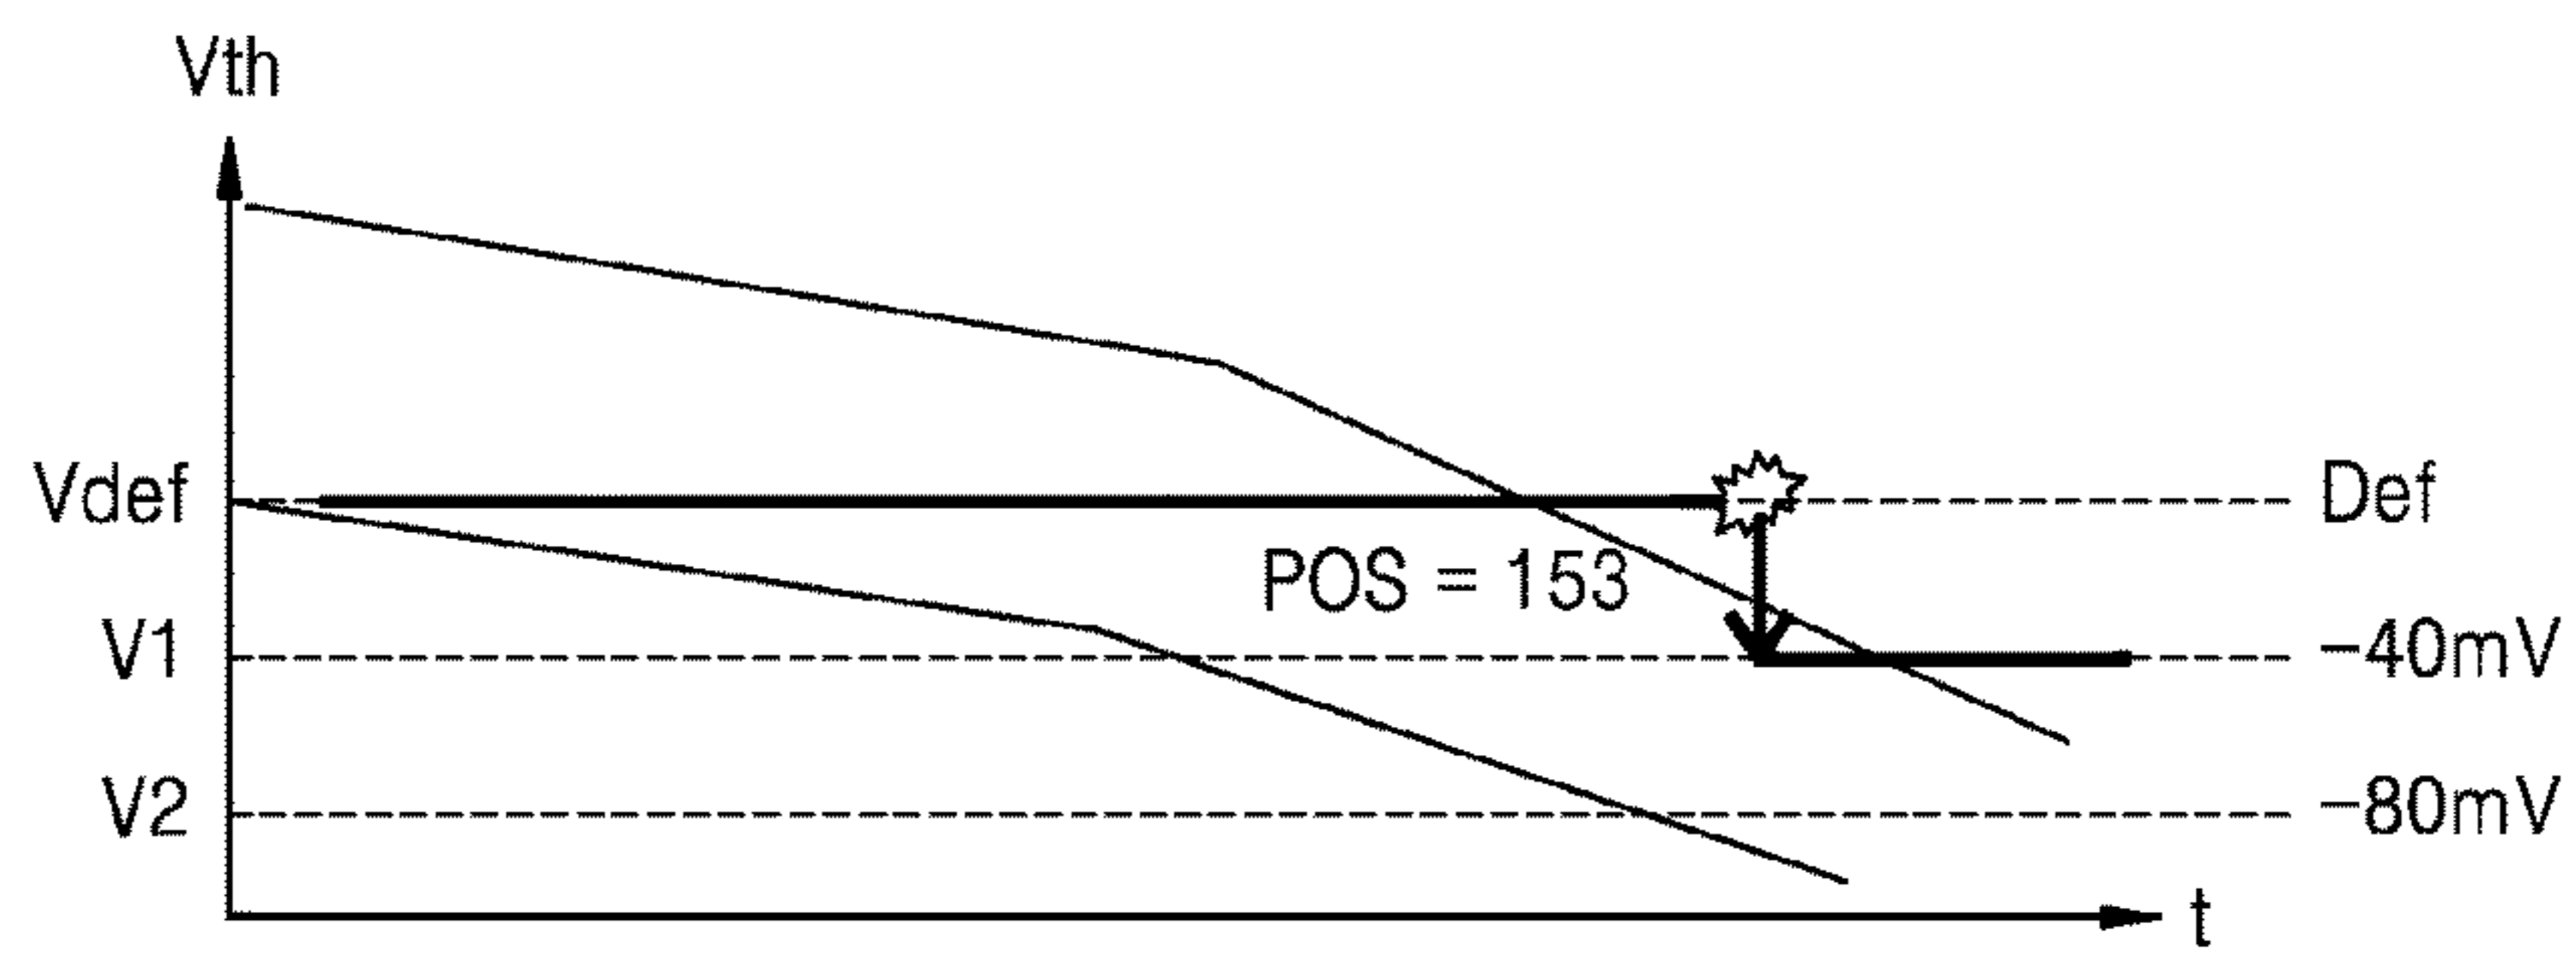 Vth
Vdef
Def
POS = 153
V1
−40mV
V2
−80mV
t